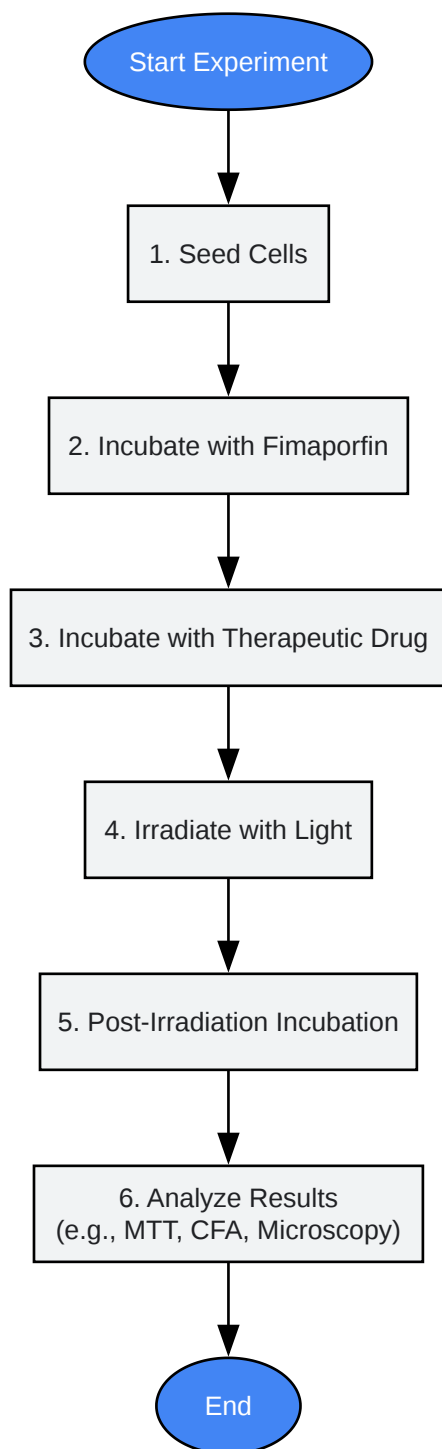 Start Experiment
1. Seed Cells
2. Incubate with Fimaporfin
3. Incubate with Therapeutic Drug
4. Irradiate with Light
5. Post-Irradiation Incubation
6. Analyze Results
(e.g., MTT, CFA, Microscopy)
End